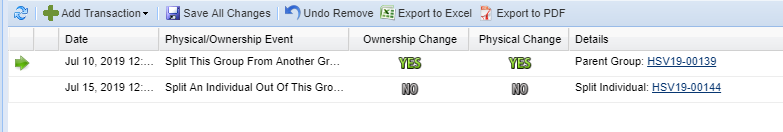 Add Transaction Save All Changes Undo Remove Export to Excel Export to PDF
Date Physical/Ownership Event Ownership Change Physical Change Details
Jul 10, 2019 12:... Split This Group From Another Gr... YES YES Parent Group: HSV19-00139
Jul 15, 2019 12:... Split An Individual Out Of This Gro... NO NO Split Individual: HSV19-00144